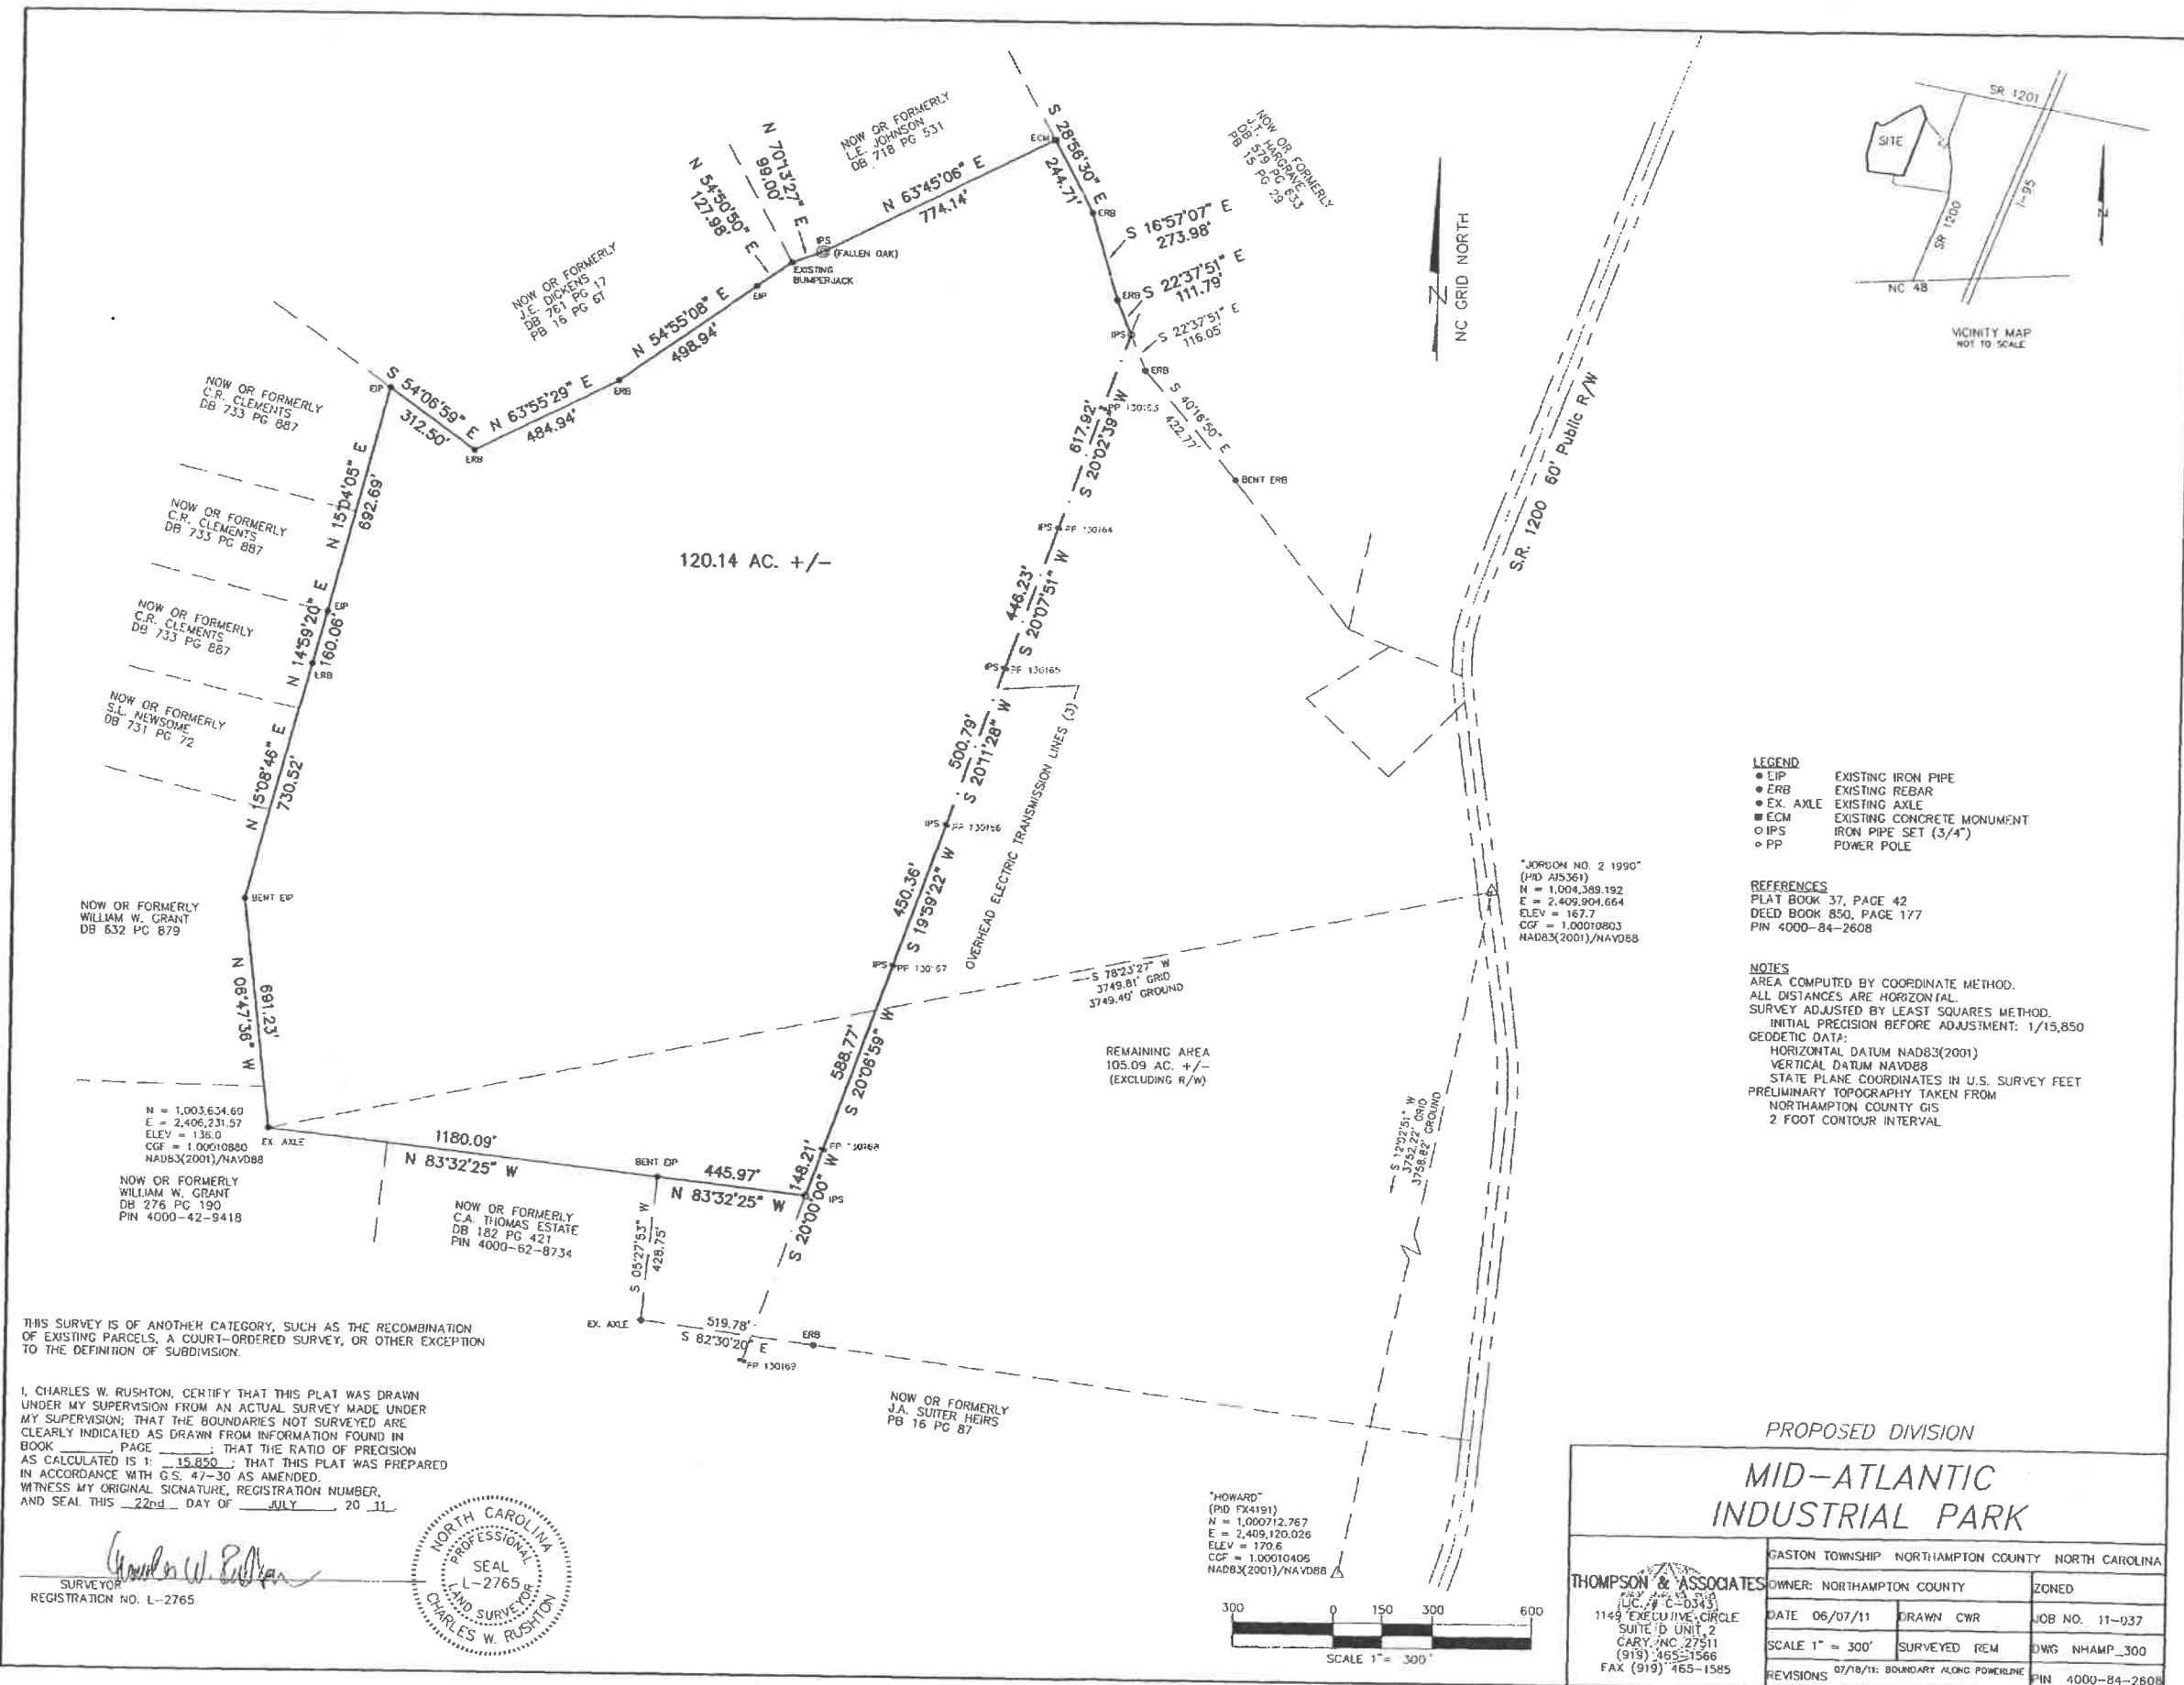 NOW OR FORMERLY
L.E. JOHNSON
DB 718 PG 531
N 70°13'27" E
99.00'
N 54°50'50" E
127.98'
N 63°45'06" E
774.14'
ECM
S 28°56'30" E
244.71'
NOW OR FORMERLY
J.T. HARGRAVE
DB 579 PG 633
PB 15 PG 29
ERB
S 16°57'07" E
273.98'
IPS
(FALLEN OAK)
EXISTING
BUMPERJACK
EIP
NOW OR FORMERLY
J.E. DICKENS
DB 761 PG 17
PB 16 PG 67
N 54°55'08" E
498.94'
ERB
S 22°37'51" E
111.79'
IPS
S 22°37'51" E
116.05'
ERB
S 40°16'50" E
422.77'
BENT ERB
NC GRID NORTH
N
SR 1201
SITE
SR 1200
I-95
NC 48
N
VICINITY MAP
NOT TO SCALE
S.R. 1200 60' Public R/W
EIP
S 54°06'59" E
312.50'
ERB
N 63°55'29" E
484.94'
ERB
NOW OR FORMERLY
C.R. CLEMENTS
DB 733 PG 887
N 15°04'05" E
692.69'
NOW OR FORMERLY
C.R. CLEMENTS
DB 733 PG 887
EIP
NOW OR FORMERLY
C.R. CLEMENTS
DB 733 PG 887
N 14°59'20" E
160.06'
ERB
NOW OR FORMERLY
S.L. NEWSOME
DB 731 PG 72
N 15°08'46" E
730.52'
120.14 AC. +/-
617.92'
S 20°02'39" W
PP 130163
IPS PP 130164
446.23'
S 20°07'51" W
IPS PP 130165
500.79'
S 20°11'28" W
OVERHEAD ELECTRIC TRANSMISSION LINES (3)
IPS PP 130166
450.36'
S 19°59'22" W
IPS PP 130167
588.77'
S 20°06'59" W
PP 130168
148.21'
S 20°00'00" W
IPS
BENT EIP
NOW OR FORMERLY
WILLIAM W. GRANT
DB 632 PG 879
N 06°47'36" W
691.23'
N = 1,003,634.60
E = 2,406,231.57
ELEV = 136.0
CGF = 1.00010880
NAD83(2001)/NAVD88
EX. AXLE
NOW OR FORMERLY
WILLIAM W. GRANT
DB 276 PG 190
PIN 4000-42-9418
1180.09'
N 83°32'25" W
BENT EIP
445.97'
N 83°32'25" W
NOW OR FORMERLY
C.A. THOMAS ESTATE
DB 182 PG 421
PIN 4000-62-8734
S 05°27'53" W
428.75'
EX. AXLE
519.78'
S 82°30'20" E
ERB
PP 130169
NOW OR FORMERLY
J.A. SUITER HEIRS
PB 16 PG 87
S 78°23'27" W
3749.81' GRID
3749.40' GROUND
REMAINING AREA
105.09 AC. +/-
(EXCLUDING R/W)
"JORDON NO. 2 1990"
(PID AI5361)
N = 1,004,389.192
E = 2,409,904.664
ELEV = 167.7
CGF = 1.00010803
NAD83(2001)/NAVD88
S 12°02'51" W
3752.22' GRID
3758.82' GROUND
"HOWARD"
(PID FX4191)
N = 1,000712.767
E = 2,409,120.026
ELEV = 170.6
CGF = 1.00010406
NAD83(2001)/NAVD88
LEGEND
EIP EXISTING IRON PIPE
ERB EXISTING REBAR
EX. AXLE EXISTING AXLE
ECM EXISTING CONCRETE MONUMENT
IPS IRON PIPE SET (3/4")
PP POWER POLE
REFERENCES
PLAT BOOK 37, PAGE 42
DEED BOOK 850, PAGE 177
PIN 4000-84-2608
NOTES
AREA COMPUTED BY COORDINATE METHOD.
ALL DISTANCES ARE HORIZONTAL.
SURVEY ADJUSTED BY LEAST SQUARES METHOD.
INITIAL PRECISION BEFORE ADJUSTMENT: 1/15,850
GEODETIC DATA:
HORIZONTAL DATUM NAD83(2001)
VERTICAL DATUM NAVD88
STATE PLANE COORDINATES IN U.S. SURVEY FEET
PRELIMINARY TOPOGRAPHY TAKEN FROM
NORTHAMPTON COUNTY GIS
2 FOOT CONTOUR INTERVAL
THIS SURVEY IS OF ANOTHER CATEGORY, SUCH AS THE RECOMBINATION
OF EXISTING PARCELS, A COURT-ORDERED SURVEY, OR OTHER EXCEPTION
TO THE DEFINITION OF SUBDIVISION.
I, CHARLES W. RUSHTON, CERTIFY THAT THIS PLAT WAS DRAWN
UNDER MY SUPERVISION FROM AN ACTUAL SURVEY MADE UNDER
MY SUPERVISION; THAT THE BOUNDARIES NOT SURVEYED ARE
CLEARLY INDICATED AS DRAWN FROM INFORMATION FOUND IN
BOOK ______, PAGE ______; THAT THE RATIO OF PRECISION
AS CALCULATED IS 1: 15,850 ; THAT THIS PLAT WAS PREPARED
IN ACCORDANCE WITH G.S. 47-30 AS AMENDED.
WITNESS MY ORIGINAL SIGNATURE, REGISTRATION NUMBER,
AND SEAL THIS 22nd DAY OF JULY , 20 11
Charles W. Rushton
SURVEYOR
REGISTRATION NO. L-2765
NORTH CAROLINA
PROFESSIONAL
SEAL
L-2765
LAND SURVEYOR
CHARLES W. RUSHTON
300 0 150 300 600
SCALE 1"= 300'
PROPOSED DIVISION
MID-ATLANTIC
INDUSTRIAL PARK
THOMPSON & ASSOCIATES
LIC. # C-0343
1149 EXECUTIVE CIRCLE
SUITE D UNIT 2
CARY, NC 27511
(919) 465-1566
FAX (919) 465-1585
GASTON TOWNSHIP NORTHAMPTON COUNTY NORTH CAROLINA
OWNER: NORTHAMPTON COUNTY ZONED
DATE 06/07/11 DRAWN CWR JOB NO. 11-037
SCALE 1" = 300' SURVEYED REM DWG NHAMP_300
REVISIONS 07/18/11: BOUNDARY ALONG POWERLINE PIN 4000-84-2608